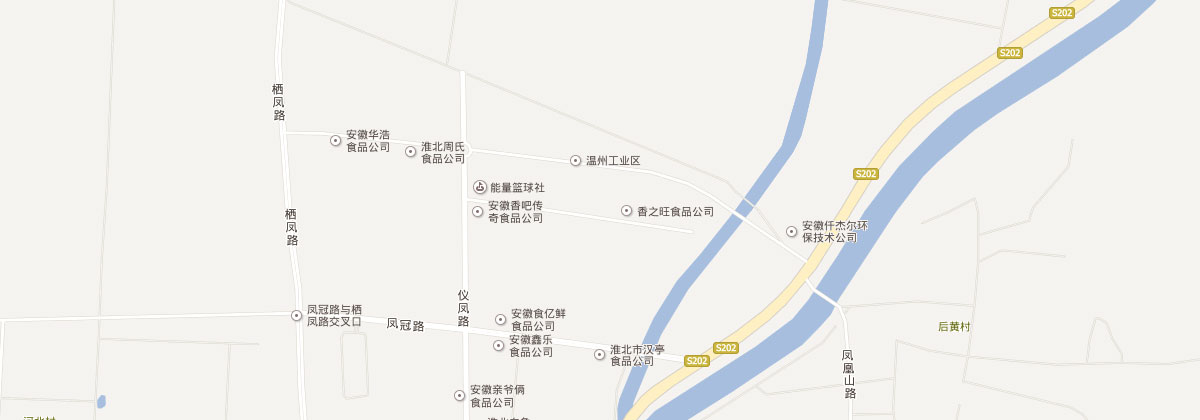 S202
S202
栖凤路
安徽华浩
食品公司
淮北周氏
食品公司
温州工业区
S202
能量篮球社
安徽香吧传
奇食品公司
香之旺食品公司
栖凤路
安徽仟杰尔环
保技术公司
仪凤路
凤冠路与栖
凤路交叉口
凤冠路
安徽食亿鲜
食品公司
安徽鑫乐
食品公司
后黄村
淮北市汉亭
食品公司
S202
S202
凤凰山路
安徽亲爷俩
食品公司